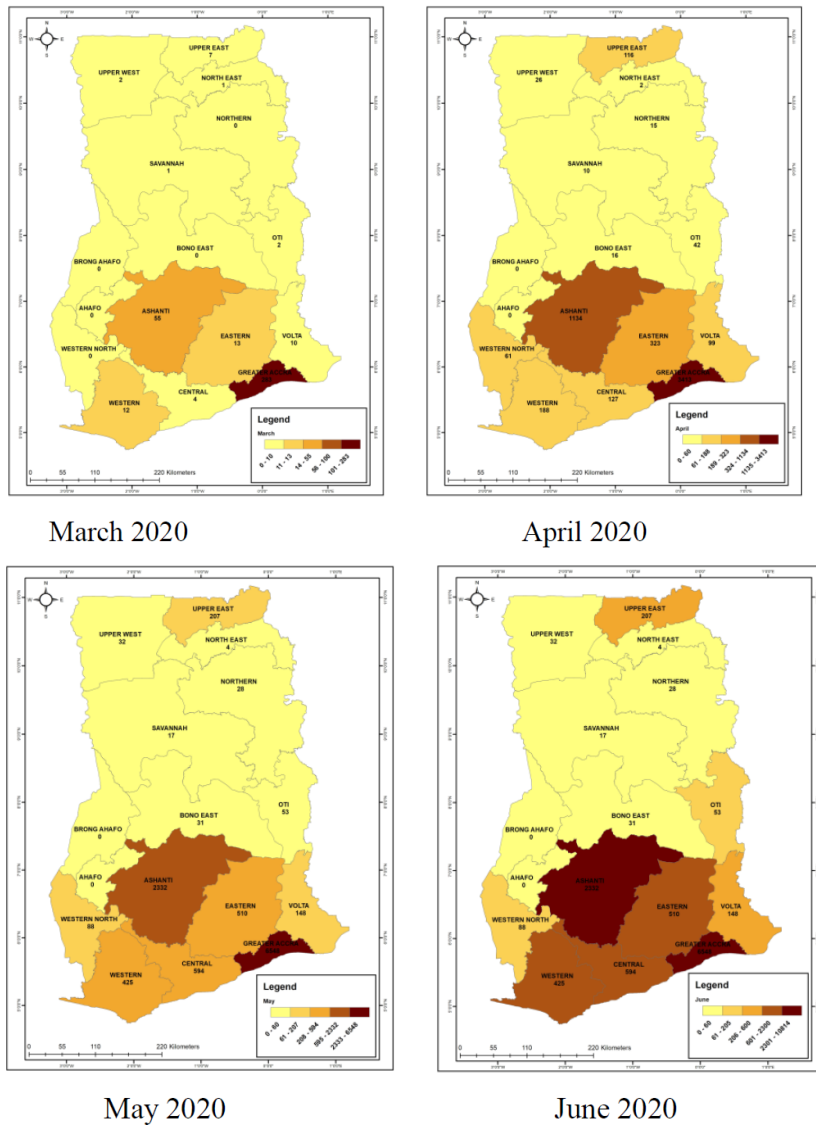 N
W E
S
UPPER EAST
7
UPPER WEST
2
NORTH EAST
1
NORTHERN
0
SAVANNAH
1
OTI
2
BONO EAST
0
BRONG AHAFO
0
ASHANTI
55
AHAFO
0
EASTERN
13
VOLTA
10
WESTERN NORTH
0
GREATER ACCRA
CENTRAL
4
WESTERN
12
Legend
March
0 - 10
11 - 13
14 - 55
56 - 100
101 - 283
0 55 110 220 Kilometers
March 2020
N
W E
S
UPPER EAST
116
UPPER WEST
26
NORTH EAST
2
NORTHERN
15
SAVANNAH
10
OTI
42
BONO EAST
16
BRONG AHAFO
0
AHAFO
0
ASHANTI
1134
EASTERN
323
VOLTA
99
WESTERN NORTH
61
GREATER ACCRA
CENTRAL
127
WESTERN
188
Legend
April
0 - 60
61 - 188
189 - 323
324 - 1134
1135 - 3413
0 55 110 220 Kilometers
April 2020
N
W E
S
UPPER EAST
207
UPPER WEST
32
NORTH EAST
4
NORTHERN
28
SAVANNAH
17
OTI
53
BONO EAST
31
BRONG AHAFO
0
AHAFO
0
ASHANTI
2332
EASTERN
510
VOLTA
148
WESTERN NORTH
88
GREATER ACCRA
CENTRAL
594
WESTERN
425
Legend
May
0 - 60
61 - 207
208 - 594
595 - 2332
2333 - 6548
0 55 110 220 Kilometers
May 2020
N
W E
S
UPPER EAST
207
UPPER WEST
32
NORTH EAST
4
NORTHERN
28
SAVANNAH
17
OTI
53
BONO EAST
31
BRONG AHAFO
0
AHAFO
0
ASHANTI
2332
EASTERN
510
VOLTA
148
WESTERN NORTH
88
GREATER ACCRA
CENTRAL
594
WESTERN
425
Legend
June
0 - 60
61 - 205
206 - 600
601 - 2300
2301 - 10814
0 55 110 220 Kilometers
June 2020